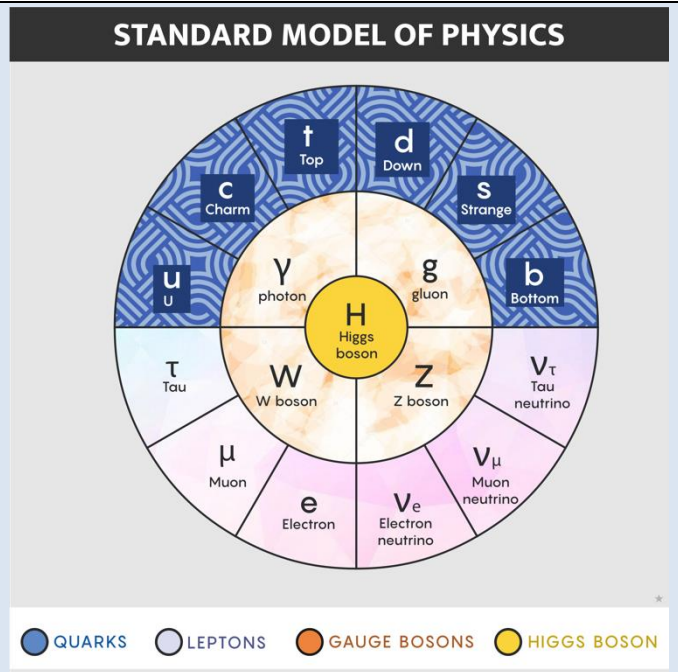 STANDARD MODEL OF PHYSICS
t
Top
d
Down
c
Charm
s
Strange
u
U
b
Bottom
γ
photon
g
gluon
H
Higgs
boson
W
W boson
Z
Z boson
τ
Tau
ντ
Tau
neutrino
μ
Muon
νμ
Muon
neutrino
e
Electron
νe
Electron
neutrino
QUARKS
LEPTONS
GAUGE BOSONS
HIGGS BOSON